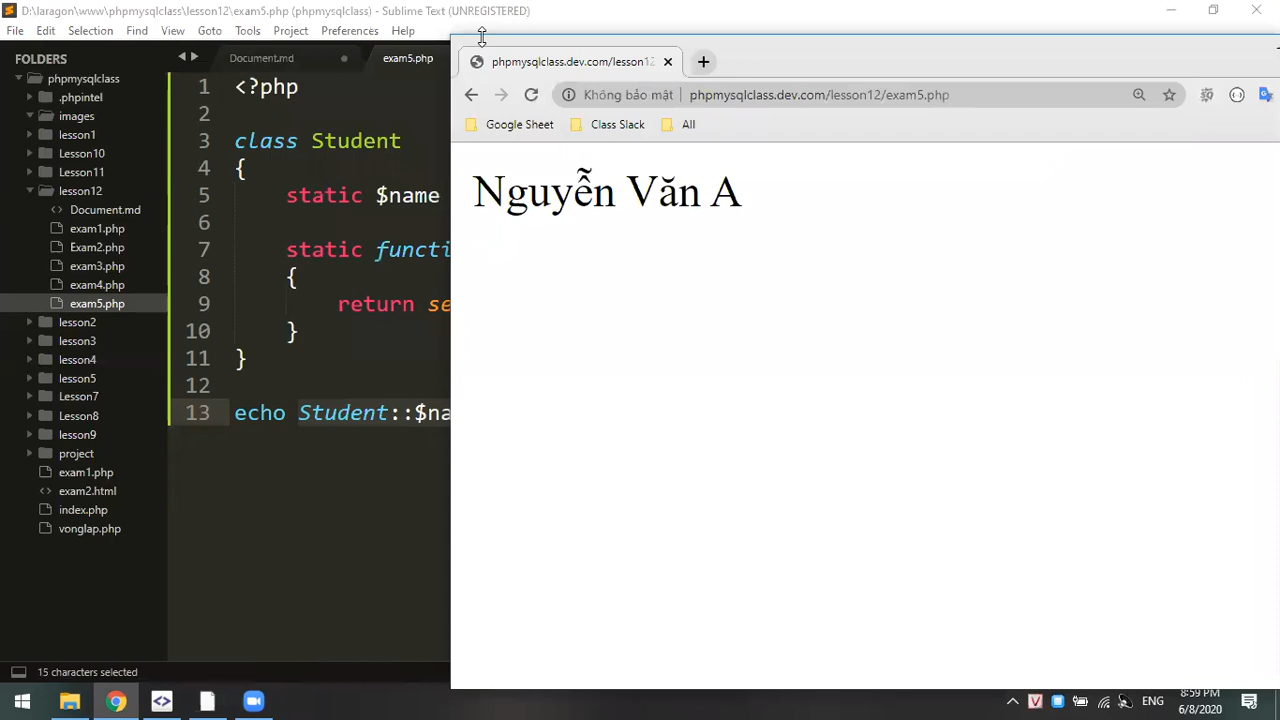 D:\laragon\www\phpmysqlclass\lesson12\exam5.php (phpmysqlclass) - Sublime Text (UNREGISTERED)
File Edit Selection Find View Goto Tools Project Preferences Help
FOLDERS
phpmysqlclass
.phpintel
images
lesson1
Lesson10
Lesson11
lesson12
Document.md
exam1.php
Exam2.php
exam3.php
exam4.php
exam5.php
lesson2
lesson3
lesson4
lesson5
Lesson7
Lesson8
lesson9
project
exam1.php
exam2.html
index.php
vonglap.php
Document.md exam5.php
1 <?php
2
3 class Student
4 {
5 static $name
6
7 static functi
8 {
9 return se
10 }
11 }
12
13 echo Student::$na
phpmysqlclass.dev.com/lesson12
Không bảo mật phpmysqlclass.dev.com/lesson12/exam5.php
Google Sheet Class Slack All
Nguyễn Văn A
15 characters selected
ENG
8:59 PM
6/8/2020